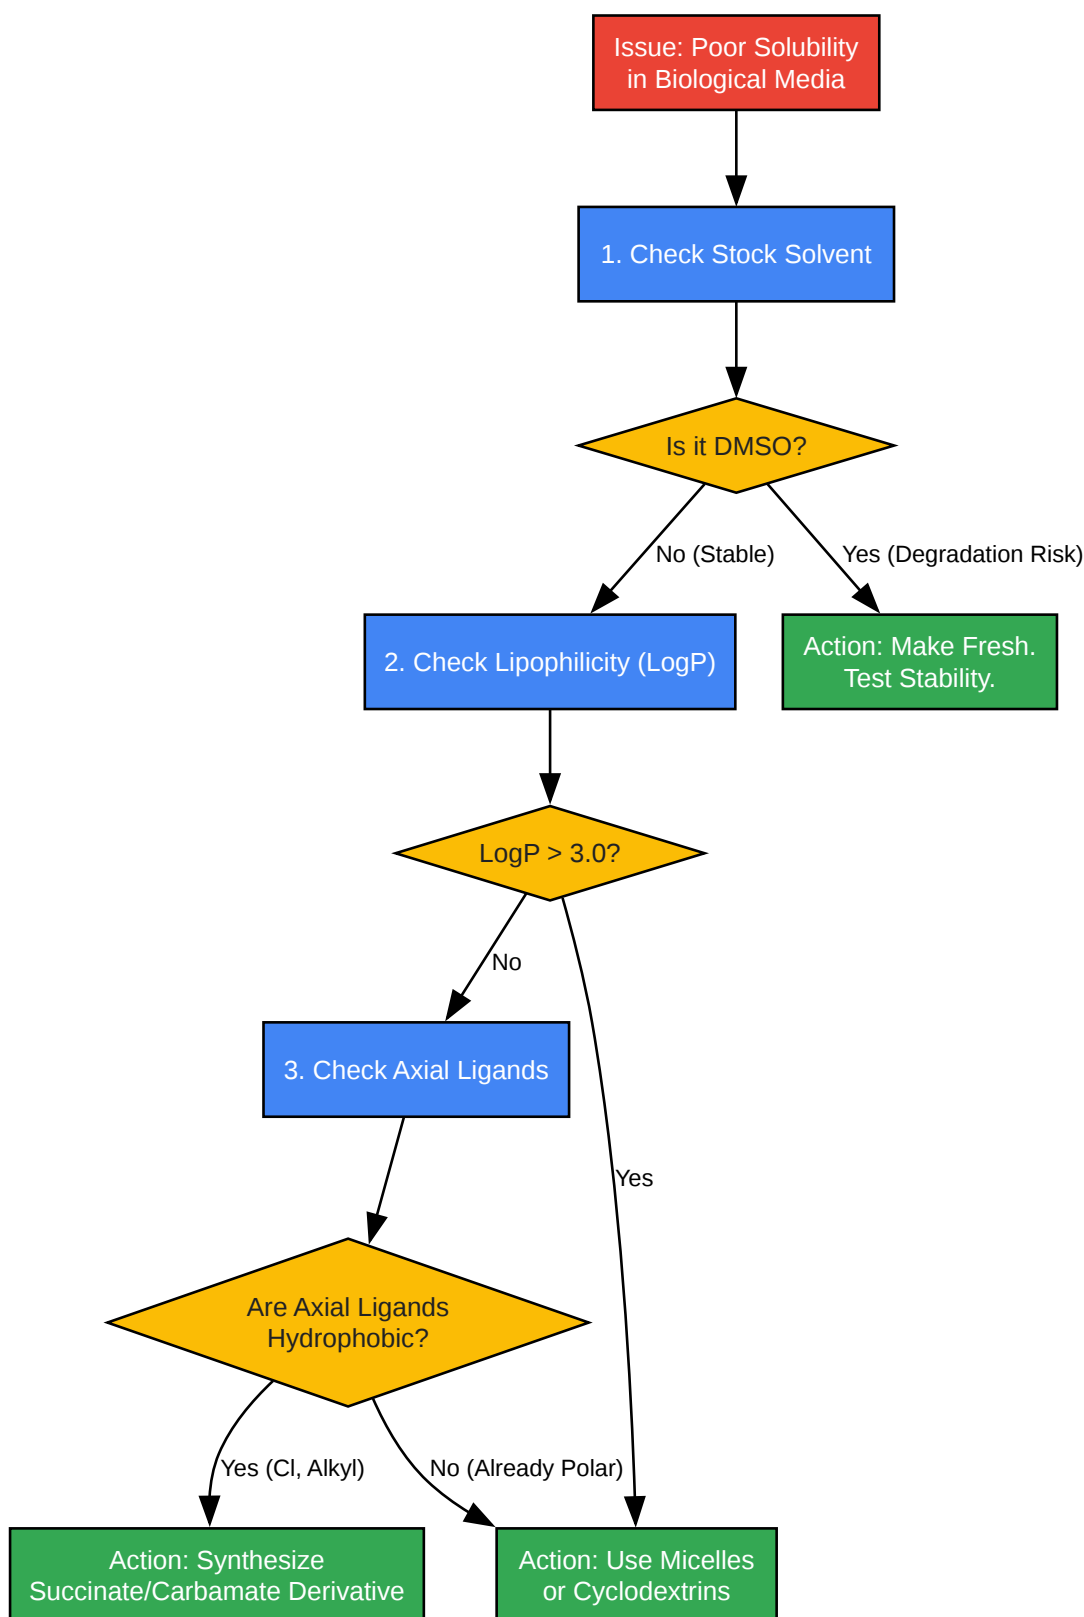 Issue: Poor Solubility
in Biological Media
1. Check Stock Solvent
Is it DMSO?
No (Stable)
Yes (Degradation Risk)
2. Check Lipophilicity (LogP)
Action: Make Fresh.
Test Stability.
LogP > 3.0?
No
3. Check Axial Ligands
Yes
Are Axial Ligands
Hydrophobic?
Yes (Cl, Alkyl)
No (Already Polar)
Action: Synthesize
Succinate/Carbamate Derivative
Action: Use Micelles
or Cyclodextrins